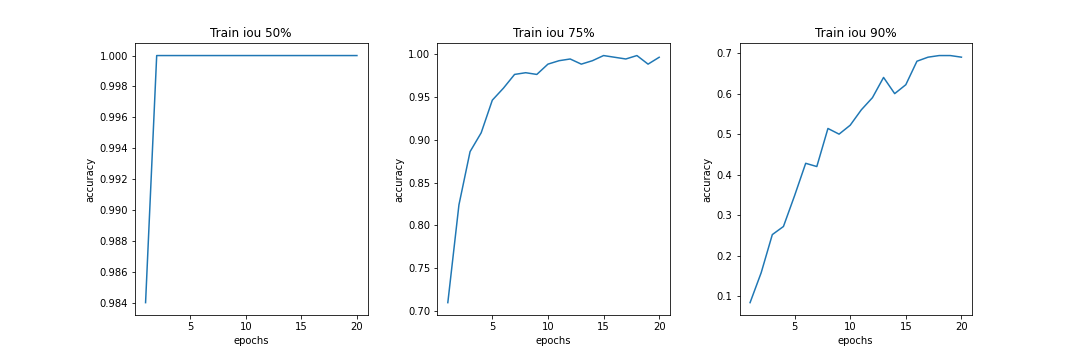 Train iou 50%
1.000
0.998
0.996
0.994
0.992
0.990
0.988
0.986
0.984
accuracy
5 10 15 20
epochs
Train iou 75%
1.00
0.95
0.90
0.85
0.80
0.75
0.70
accuracy
5 10 15 20
epochs
Train iou 90%
0.7
0.6
0.5
0.4
0.3
0.2
0.1
accuracy
5 10 15 20
epochs